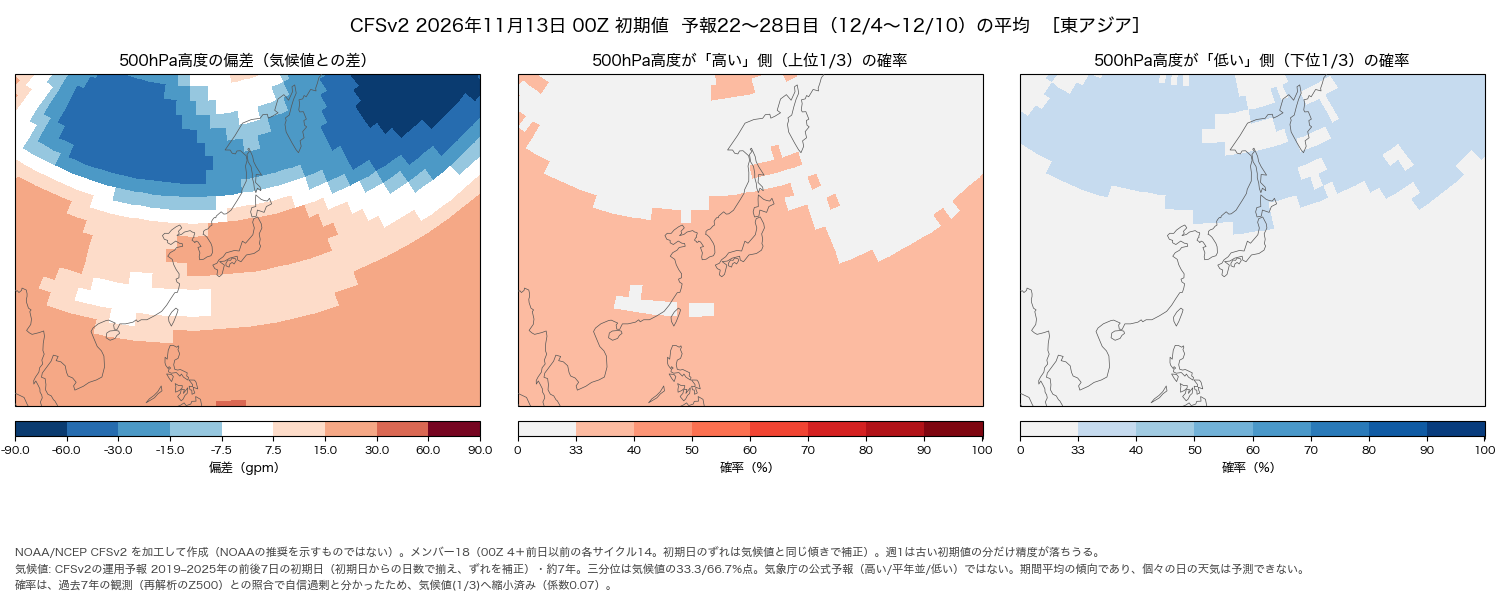 CFSv2 2026年11月13日 00Z 初期値 予報22～28日目（12/4～12/10）の平均 ［東アジア］
500hPa高度の偏差（気候値との差）
500hPa高度が「高い」側（上位1/3）の確率
500hPa高度が「低い」側（下位1/3）の確率
-90.0 -60.0 -30.0 -15.0 -7.5 7.5 15.0 30.0 60.0 90.0
偏差（gpm）
0 33 40 50 60 70 80 90 100
確率（%）
0 33 40 50 60 70 80 90 100
確率（%）
NOAA/NCEP CFSv2 を加工して作成（NOAAの推奨を示すものではない）。メンバー18（00Z 4＋前日以前の各サイクル14。初期日のずれは気候値と同じ傾きで補正）。週1は古い初期値の分だけ精度が落ちうる。
気候値: CFSv2の運用予報 2019–2025年の前後7日の初期日（初期日からの日数で揃え、ずれを補正）・約7年。三分位は気候値の33.3/66.7%点。気象庁の公式予報（高い/平年並/低い）ではない。期間平均の傾向であり、個々の日の天気は予測できない。
確率は、過去7年の観測（再解析のZ500）との照合で自信過剰と分かったため、気候値(1/3)へ縮小済み（係数0.07）。